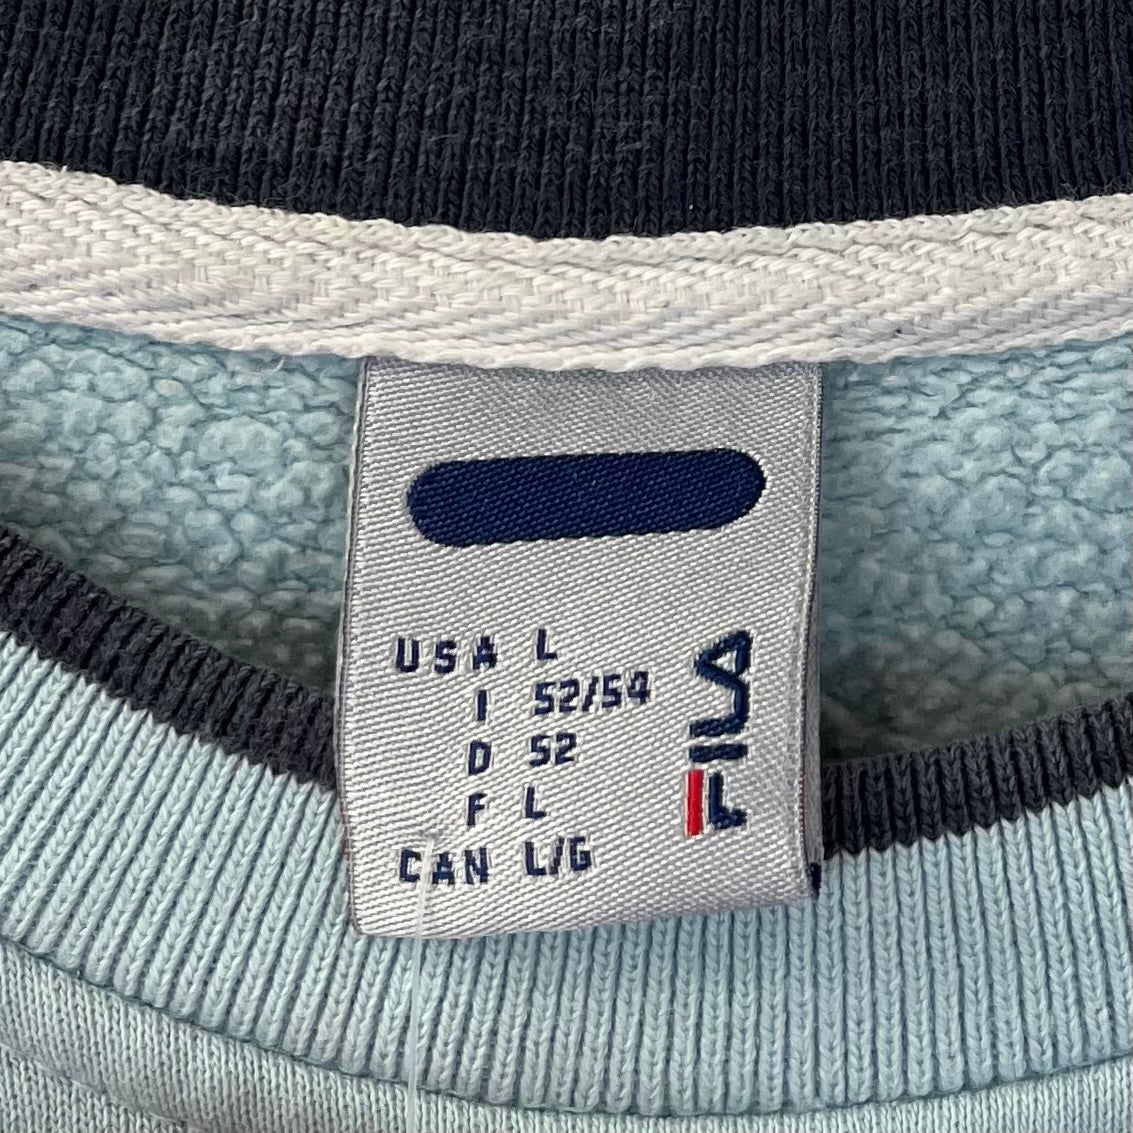 USA L
I 52/54
D 52
F L
CAN L/G
FILA